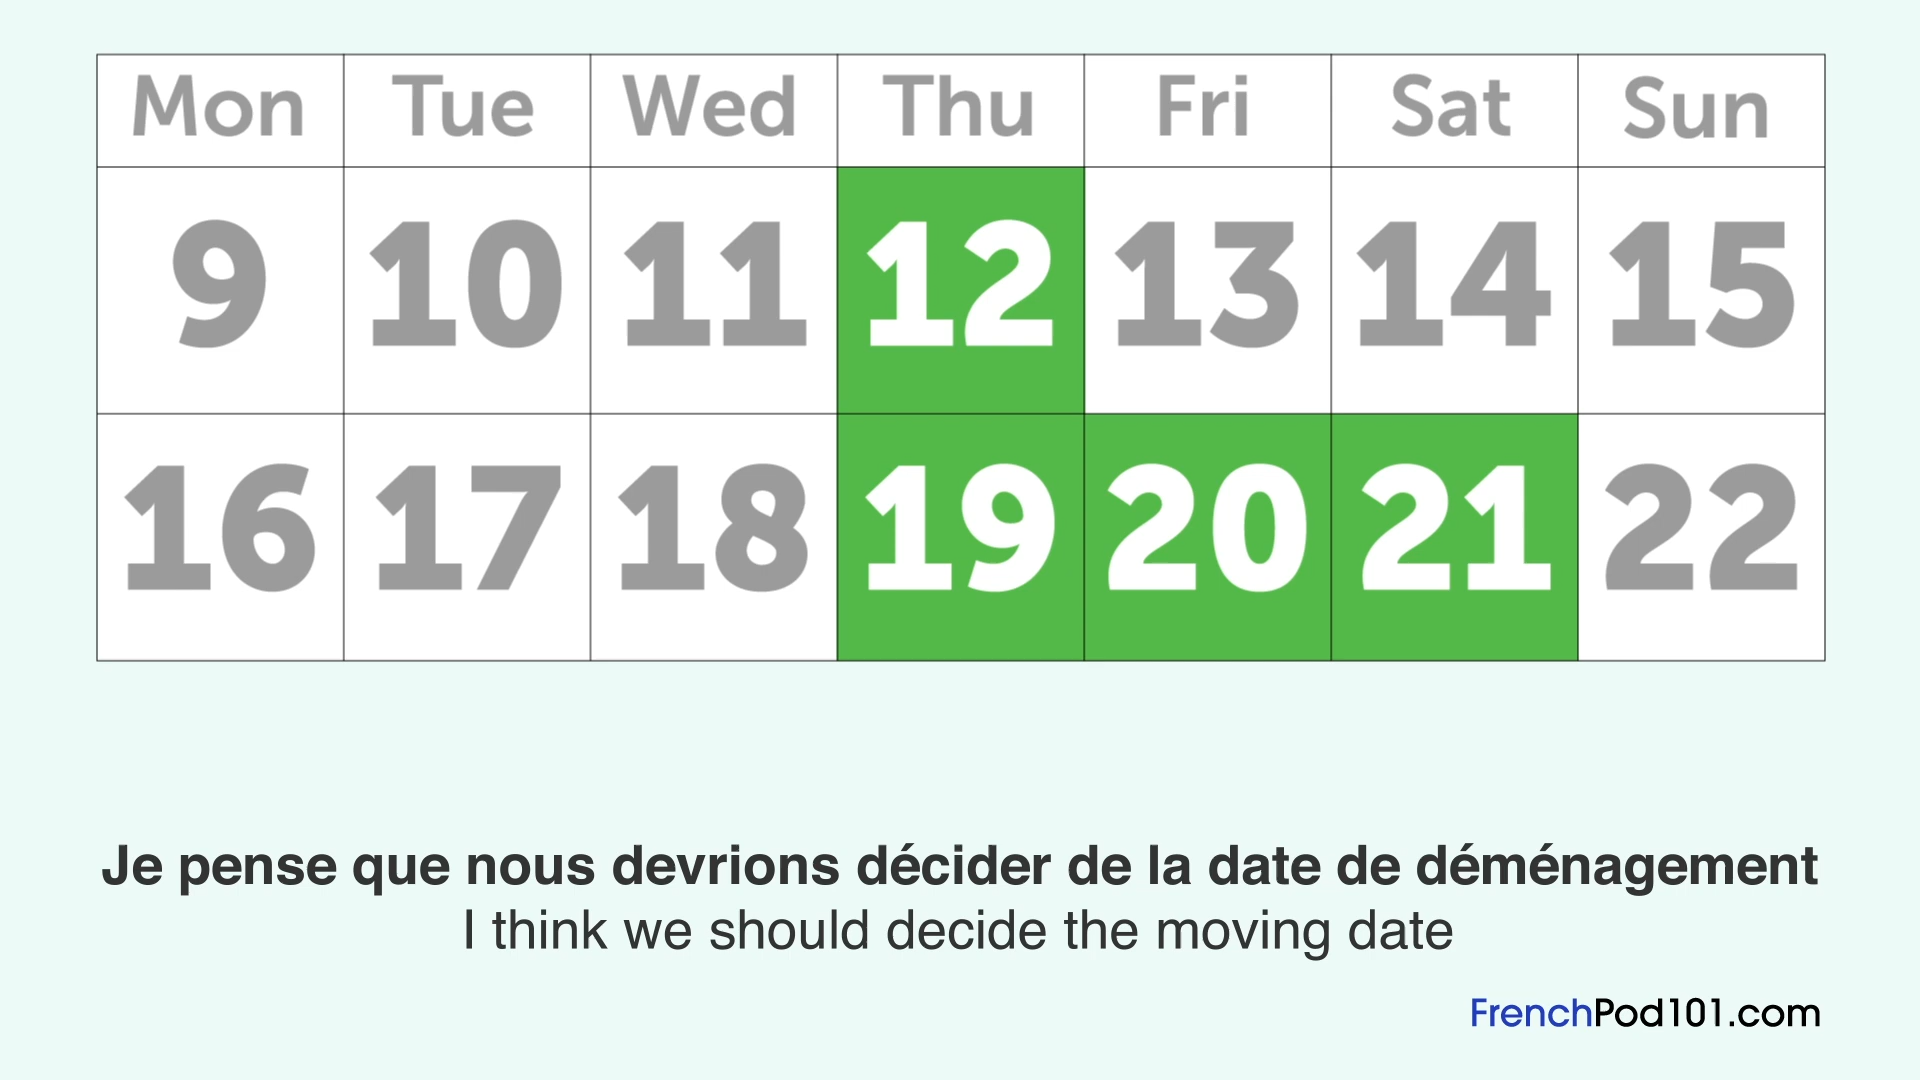 Mon Tue Wed Thu Fri Sat Sun
9 10 11 12 13 14 15
16 17 18 19 20 21 22
Je pense que nous devrions décider de la date de déménagement
I think we should decide the moving date
FrenchPod101.com